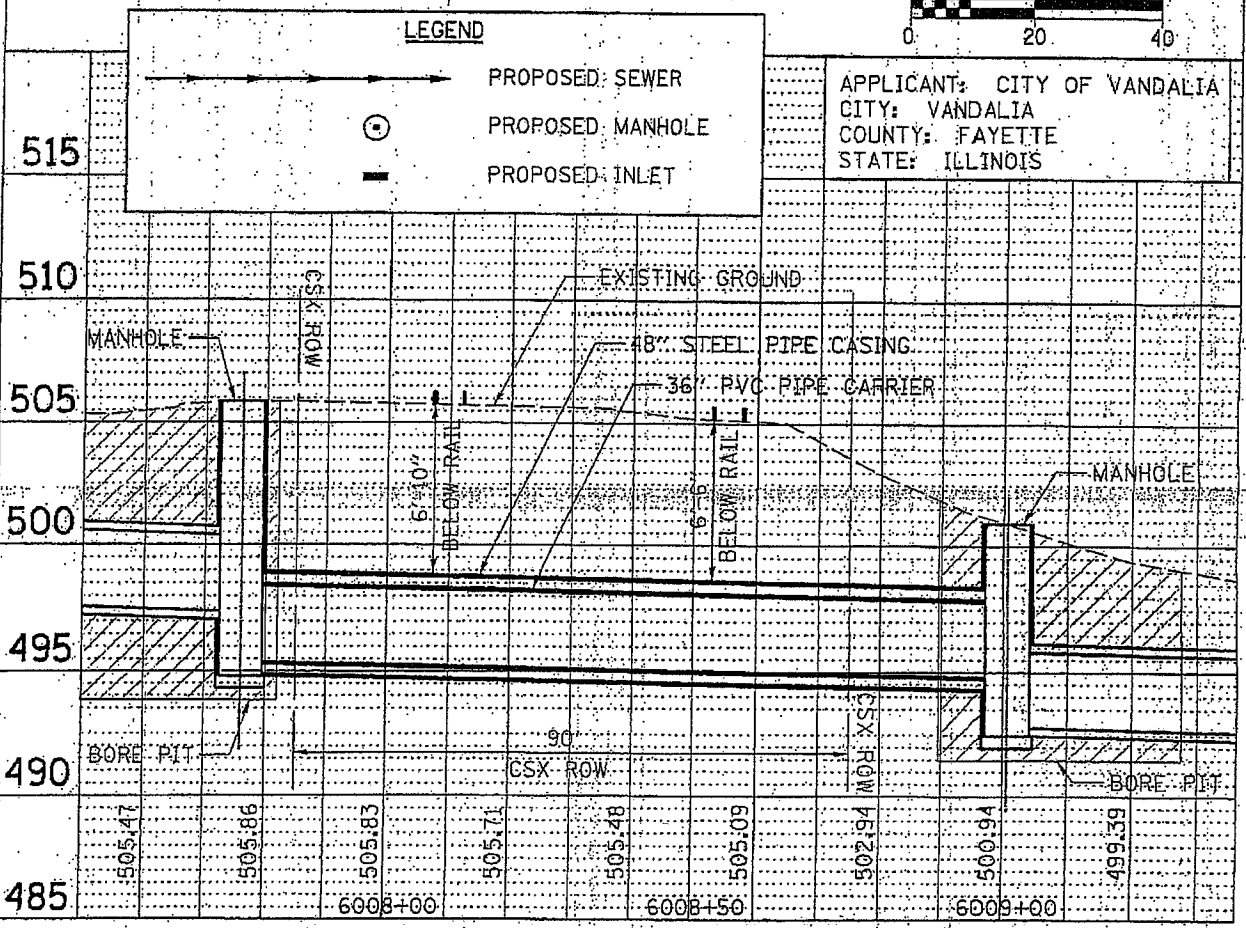 LEGEND
PROPOSED SEWER
PROPOSED MANHOLE
PROPOSED INLET
0 20 40
APPLICANT: CITY OF VANDALIA
CITY: VANDALIA
COUNTY: FAYETTE
STATE: ILLINOIS
515
510
505
500
495
490
485
CSX ROW
EXISTING GROUND
MANHOLE
48" STEEL PIPE CASING
36" PVC PIPE CARRIER
6'-10"
BELOW RAIL
BELOW RAIL
MANHOLE
BORE PIT
90'
CSX ROW
CSX ROW
BORE PIT
505.47
505.86
505.83
505.71
505.48
505.09
502.94
500.94
499.39
6008+00
6008+50
6009+00